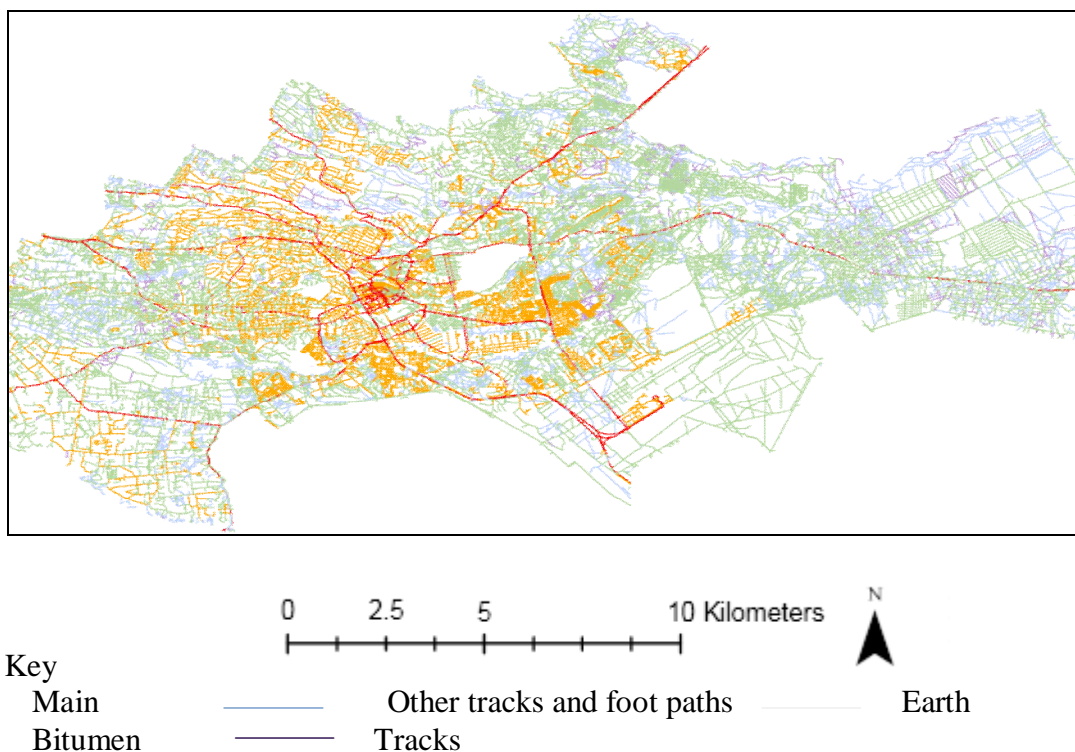 0 2.5 5 10 Kilometers
N
Key
Main Other tracks and foot paths Earth
Bitumen Tracks